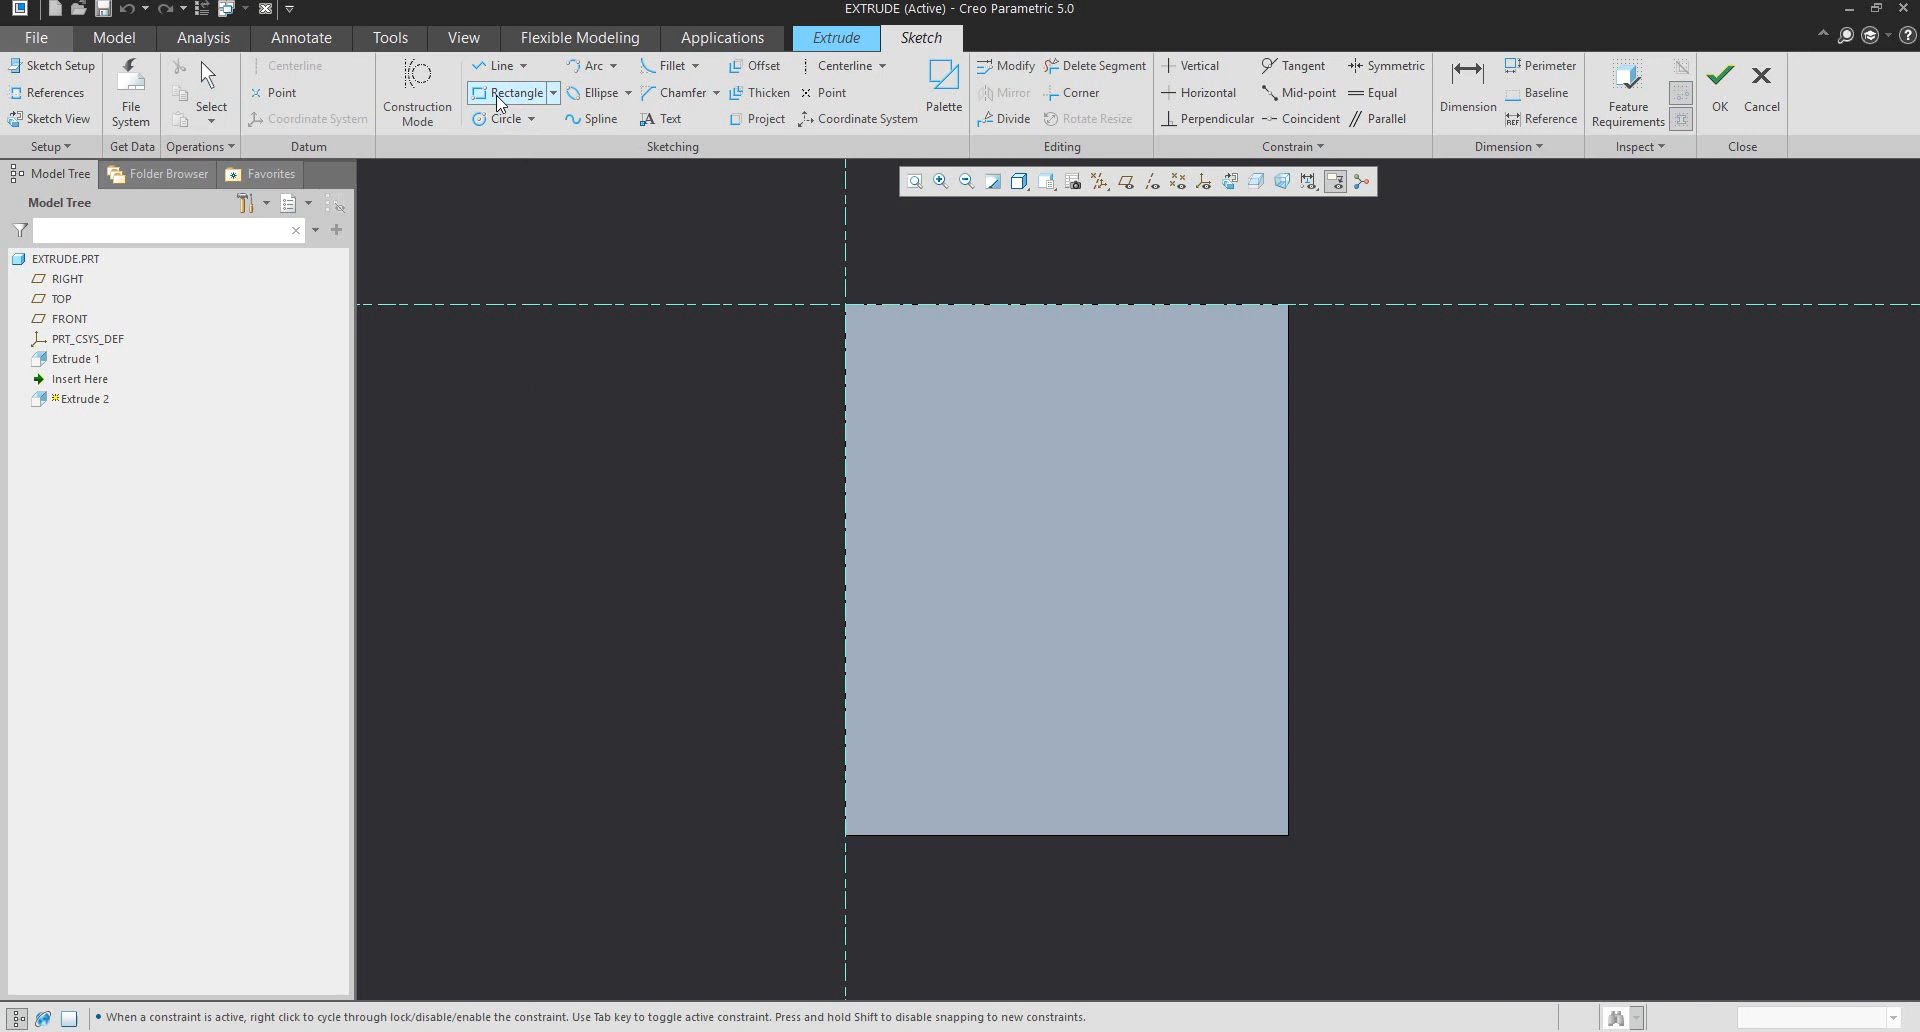 EXTRUDE (Active) - Creo Parametric 5.0
File Model Analysis Annotate Tools View Flexible Modeling Applications Extrude Sketch
Sketch Setup
References
Sketch View
Setup
File
System
Get Data
Select
Operations
Centerline
Point
Coordinate System
Datum
Construction
Mode
Line Arc Fillet Offset Centerline
Rectangle Ellipse Chamfer Thicken Point
Circle Spline Text Project Coordinate System
Palette
Sketching
Modify Delete Segment
Mirror Corner
Divide Rotate Resize
Editing
Vertical Tangent Symmetric
Horizontal Mid-point Equal
Perpendicular Coincident Parallel
Constrain
Dimension
Perimeter
Baseline
REF Reference
Dimension
Feature
Requirements
Inspect
OK Cancel
Close
Model Tree Folder Browser Favorites
Model Tree
EXTRUDE.PRT
RIGHT
TOP
FRONT
PRT_CSYS_DEF
Extrude 1
Insert Here
*Extrude 2
• When a constraint is active, right click to cycle through lock/disable/enable the constraint. Use Tab key to toggle active constraint. Press and hold Shift to disable snapping to new constraints.